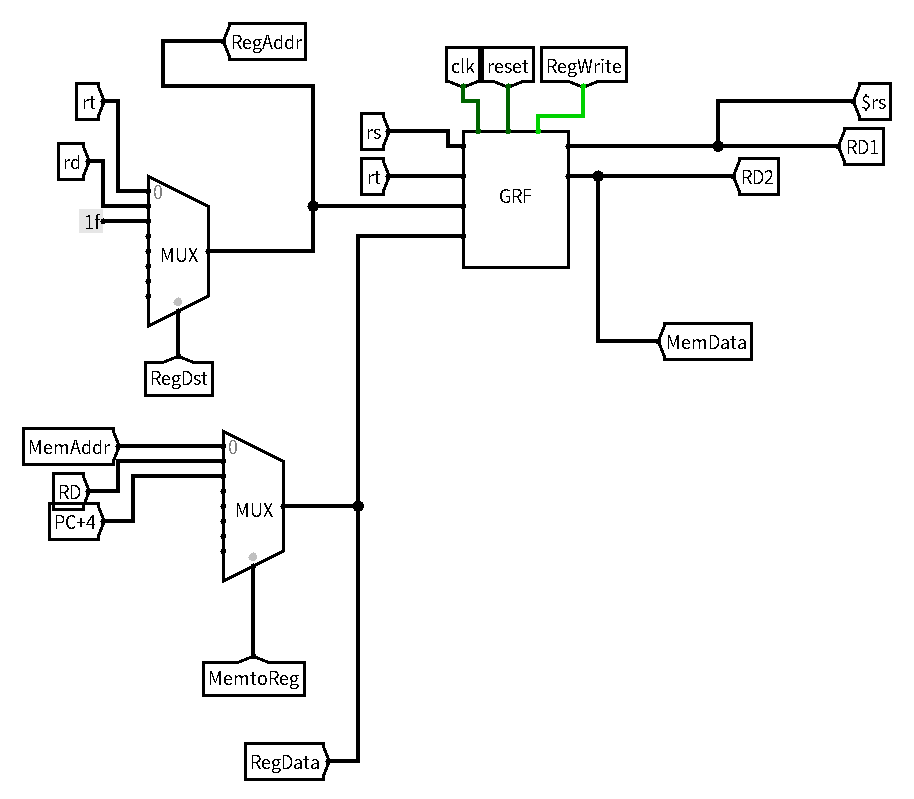 RegAddr
clk
reset
RegWrite
rt
$rs
rs
RD1
rd
rt
RD2
0
GRF
1f
MUX
MemData
RegDst
MemAddr
0
RD
MUX
PC+4
MemtoReg
RegData